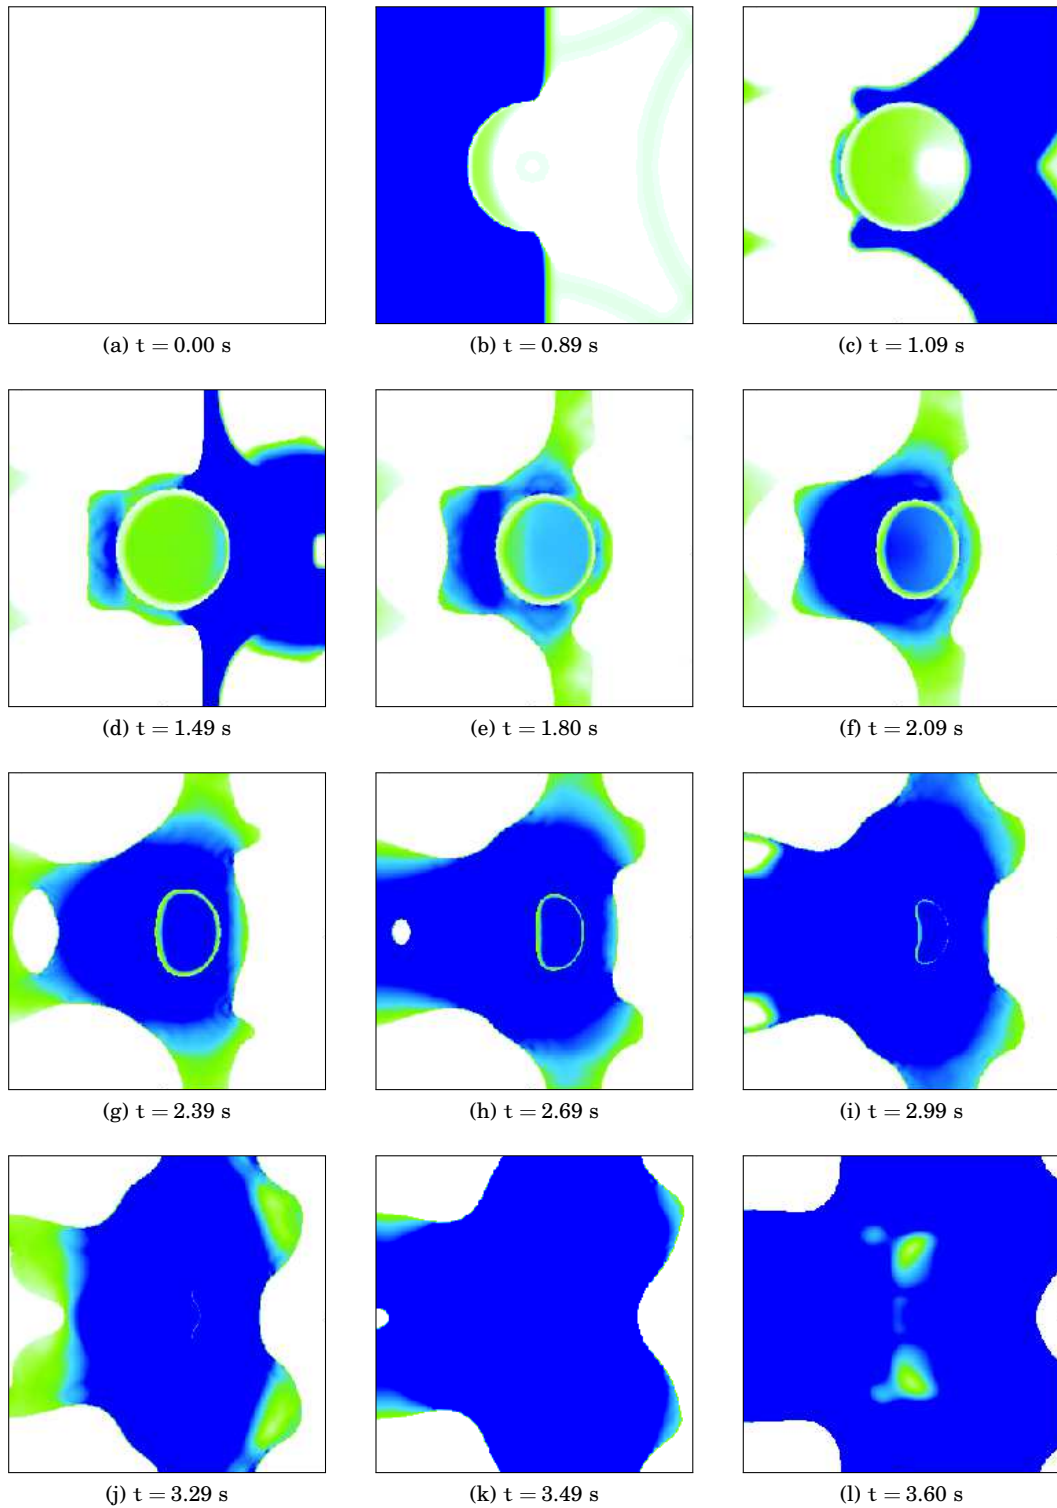 (a) t = 0.00 s
(b) t = 0.89 s
(c) t = 1.09 s
(d) t = 1.49 s
(e) t = 1.80 s
(f) t = 2.09 s
(g) t = 2.39 s
(h) t = 2.69 s
(i) t = 2.99 s
(j) t = 3.29 s
(k) t = 3.49 s
(l) t = 3.60 s